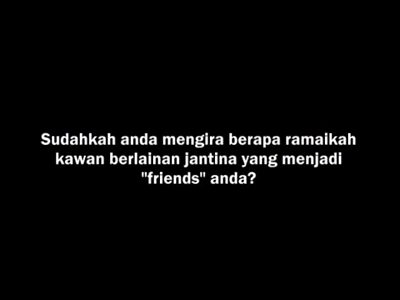 Sudahkah anda mengira berapa ramaikah
kawan berlainan jantina yang menjadi
"friends" anda?